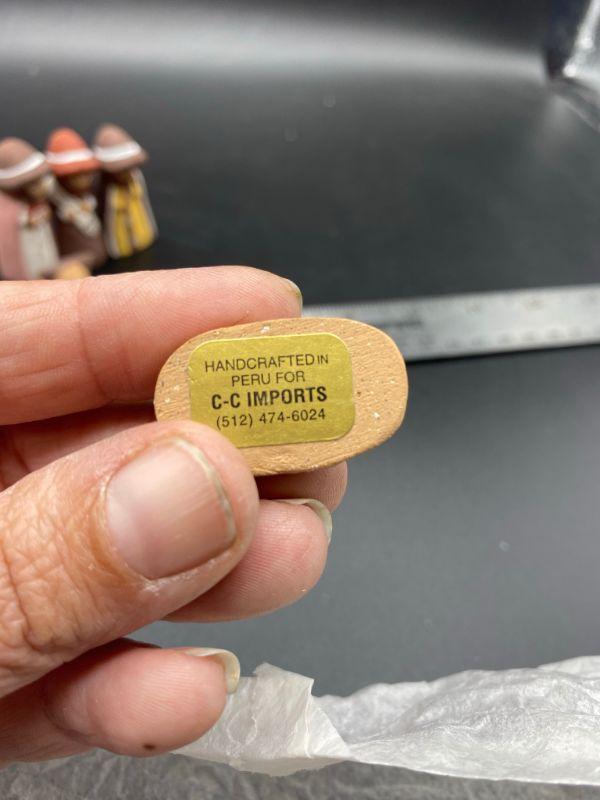 HANDCRAFTED IN
PERU FOR
C-C IMPORTS
(512) 474-6024